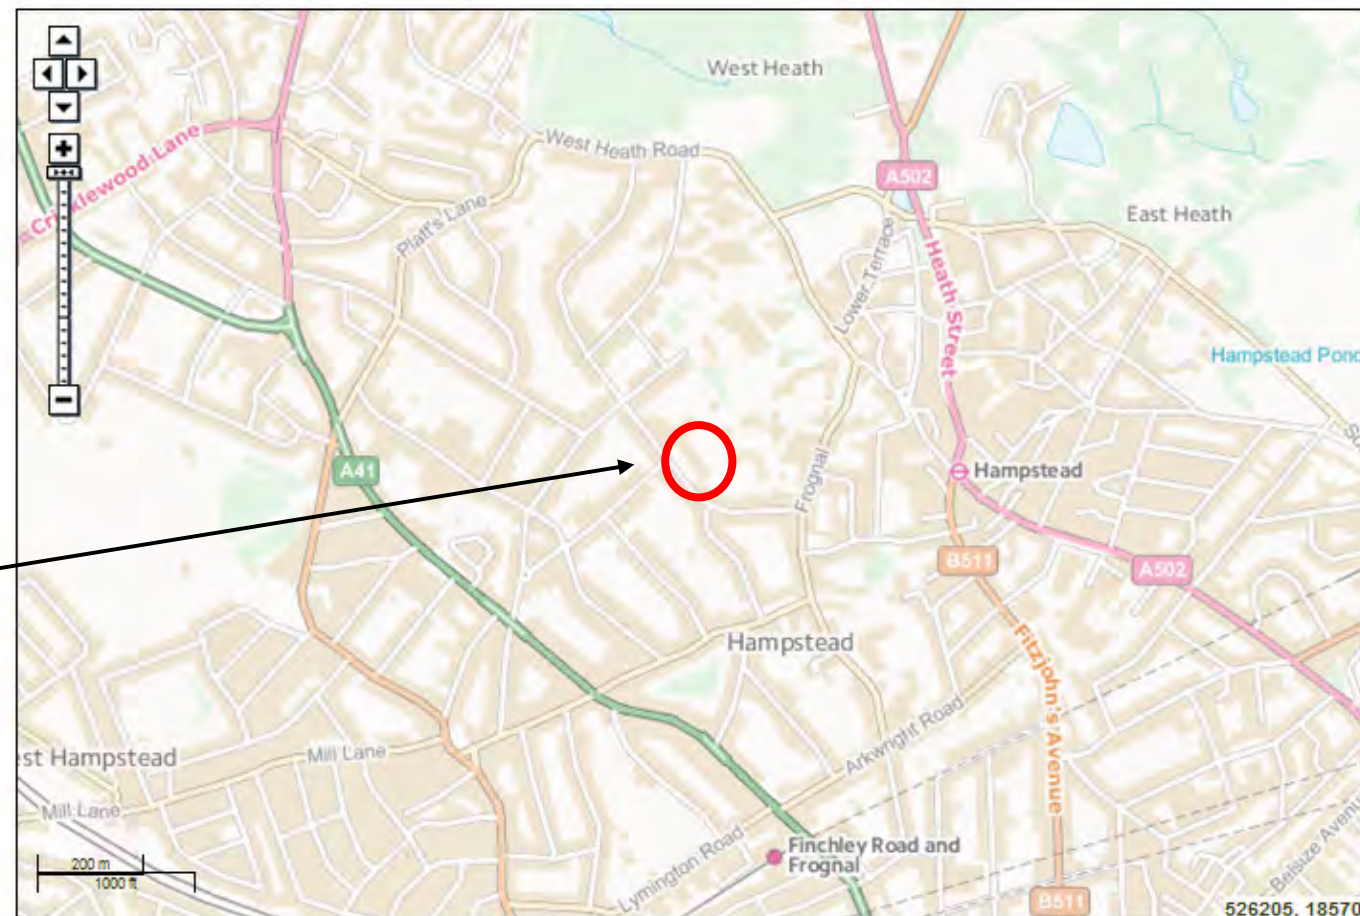 West Heath
West Heath Road
A502
Cricklewood Lane
Platt's Lane
East Heath
Lower Terrace
Heath Street
Hampstead Pond
A41
Frognal
Hampstead
B511
A502
Hampstead
Fitzjohn's Avenue
Arkwright Road
est Hampstead
Mill Lane
Mill Lane
Finchley Road and
Frognal
Lymington Road
Belsize Avenu
200 m
1000 ft
B511
526205, 18570